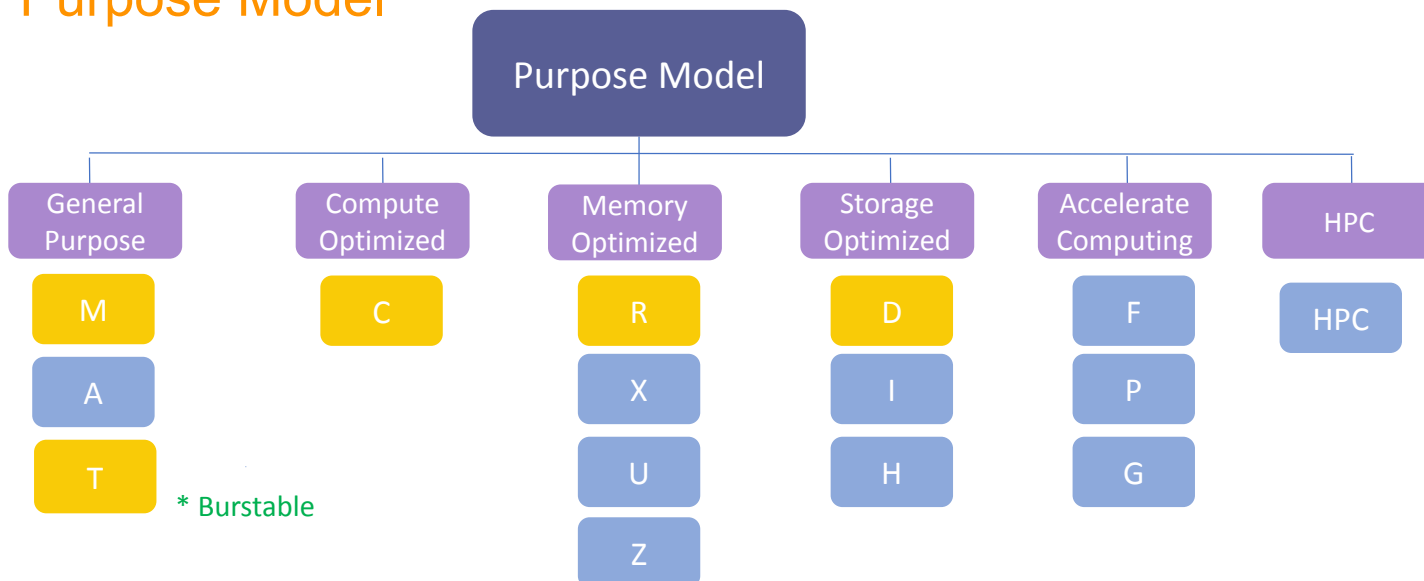 Purpose Model
Purpose Model
General
Purpose
Compute
Optimized
Memory
Optimized
Storage
Optimized
Accelerate
Computing
HPC
M
C
R
D
F
HPC
A
X
I
P
T
* Burstable
U
H
G
Z